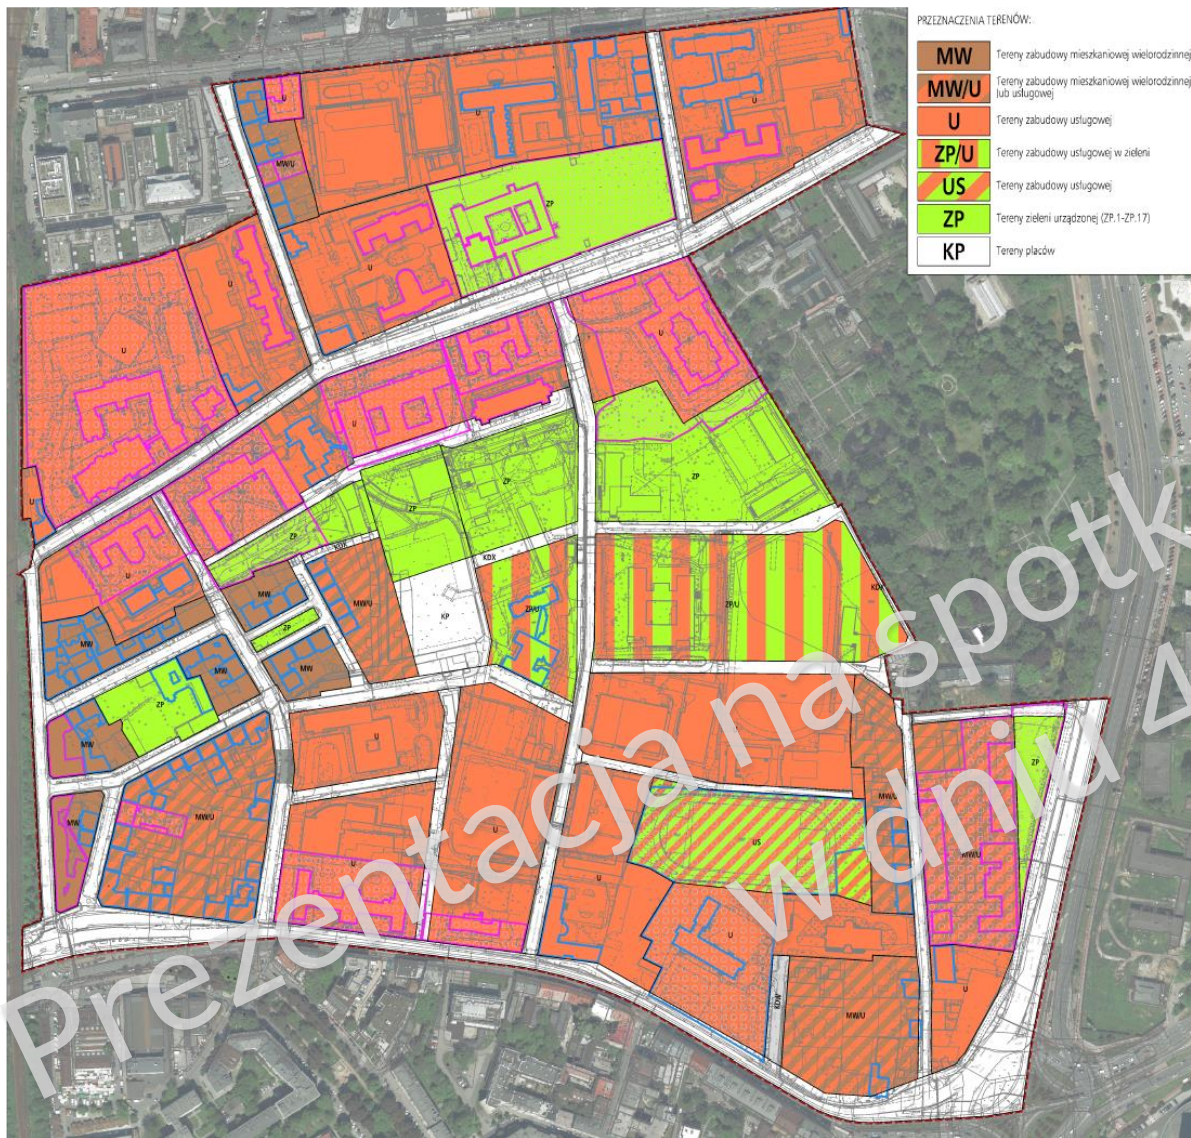 PRZEZNACZENIA TERENÓW:
MW Tereny zabudowy mieszkaniowej wielorodzinnej
MW/U Tereny zabudowy mieszkaniowej wielorodzinnej
lub usługowej
U Tereny zabudowy usługowej
ZP/U Tereny zabudowy usługowej w zieleni
US Tereny zabudowy usługowej
ZP Tereny zieleni urządzonej (ZP.1-ZP.17)
KP Tereny placów
U
U
U
MW/U
ZP
U
U
U
U
U
U
U
ZP
ZP
ZP
ZP
KDX
KDX
U
MW
MW/U
ZP
KP
ZP/U
ZP/U
KDX
MW
MW
MW
ZP
MW
U
ZP
MW
MW/U
MW/U
U
US
MW/U
U
U
U
KDW
MW/U
U
Prezentacja na spotk
w dniu 4